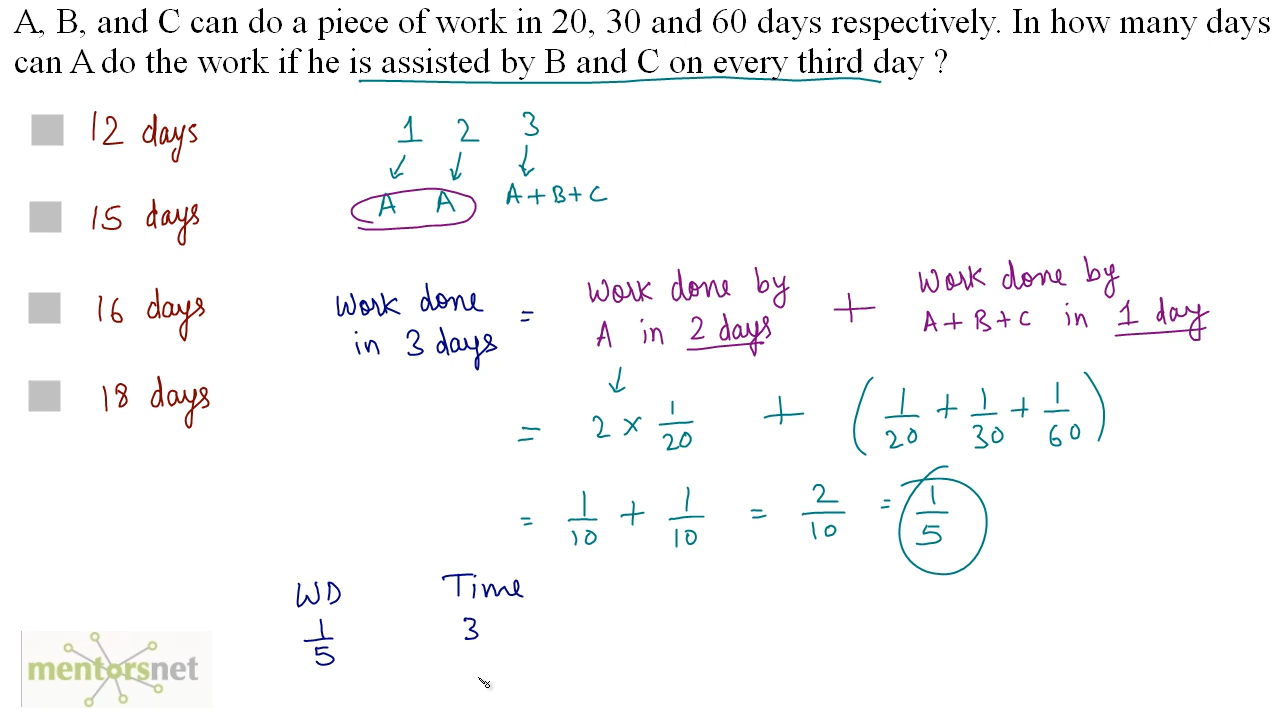 A, B, and C can do a piece of work in 20, 30 and 60 days respectively. In how many days
can A do the work if he is assisted by B and C on every third day ?
12 days
15 days
16 days
18 days
1 2 3
A A A+B+C
Work done in 3 days = Work done by A in 2 days + Work done by A+B+C in 1 day
= 2 × 1/20 + (1/20 + 1/30 + 1/60)
= 1/10 + 1/10 = 2/10 = 1/5
WD Time
1/5 3
mentorsnet